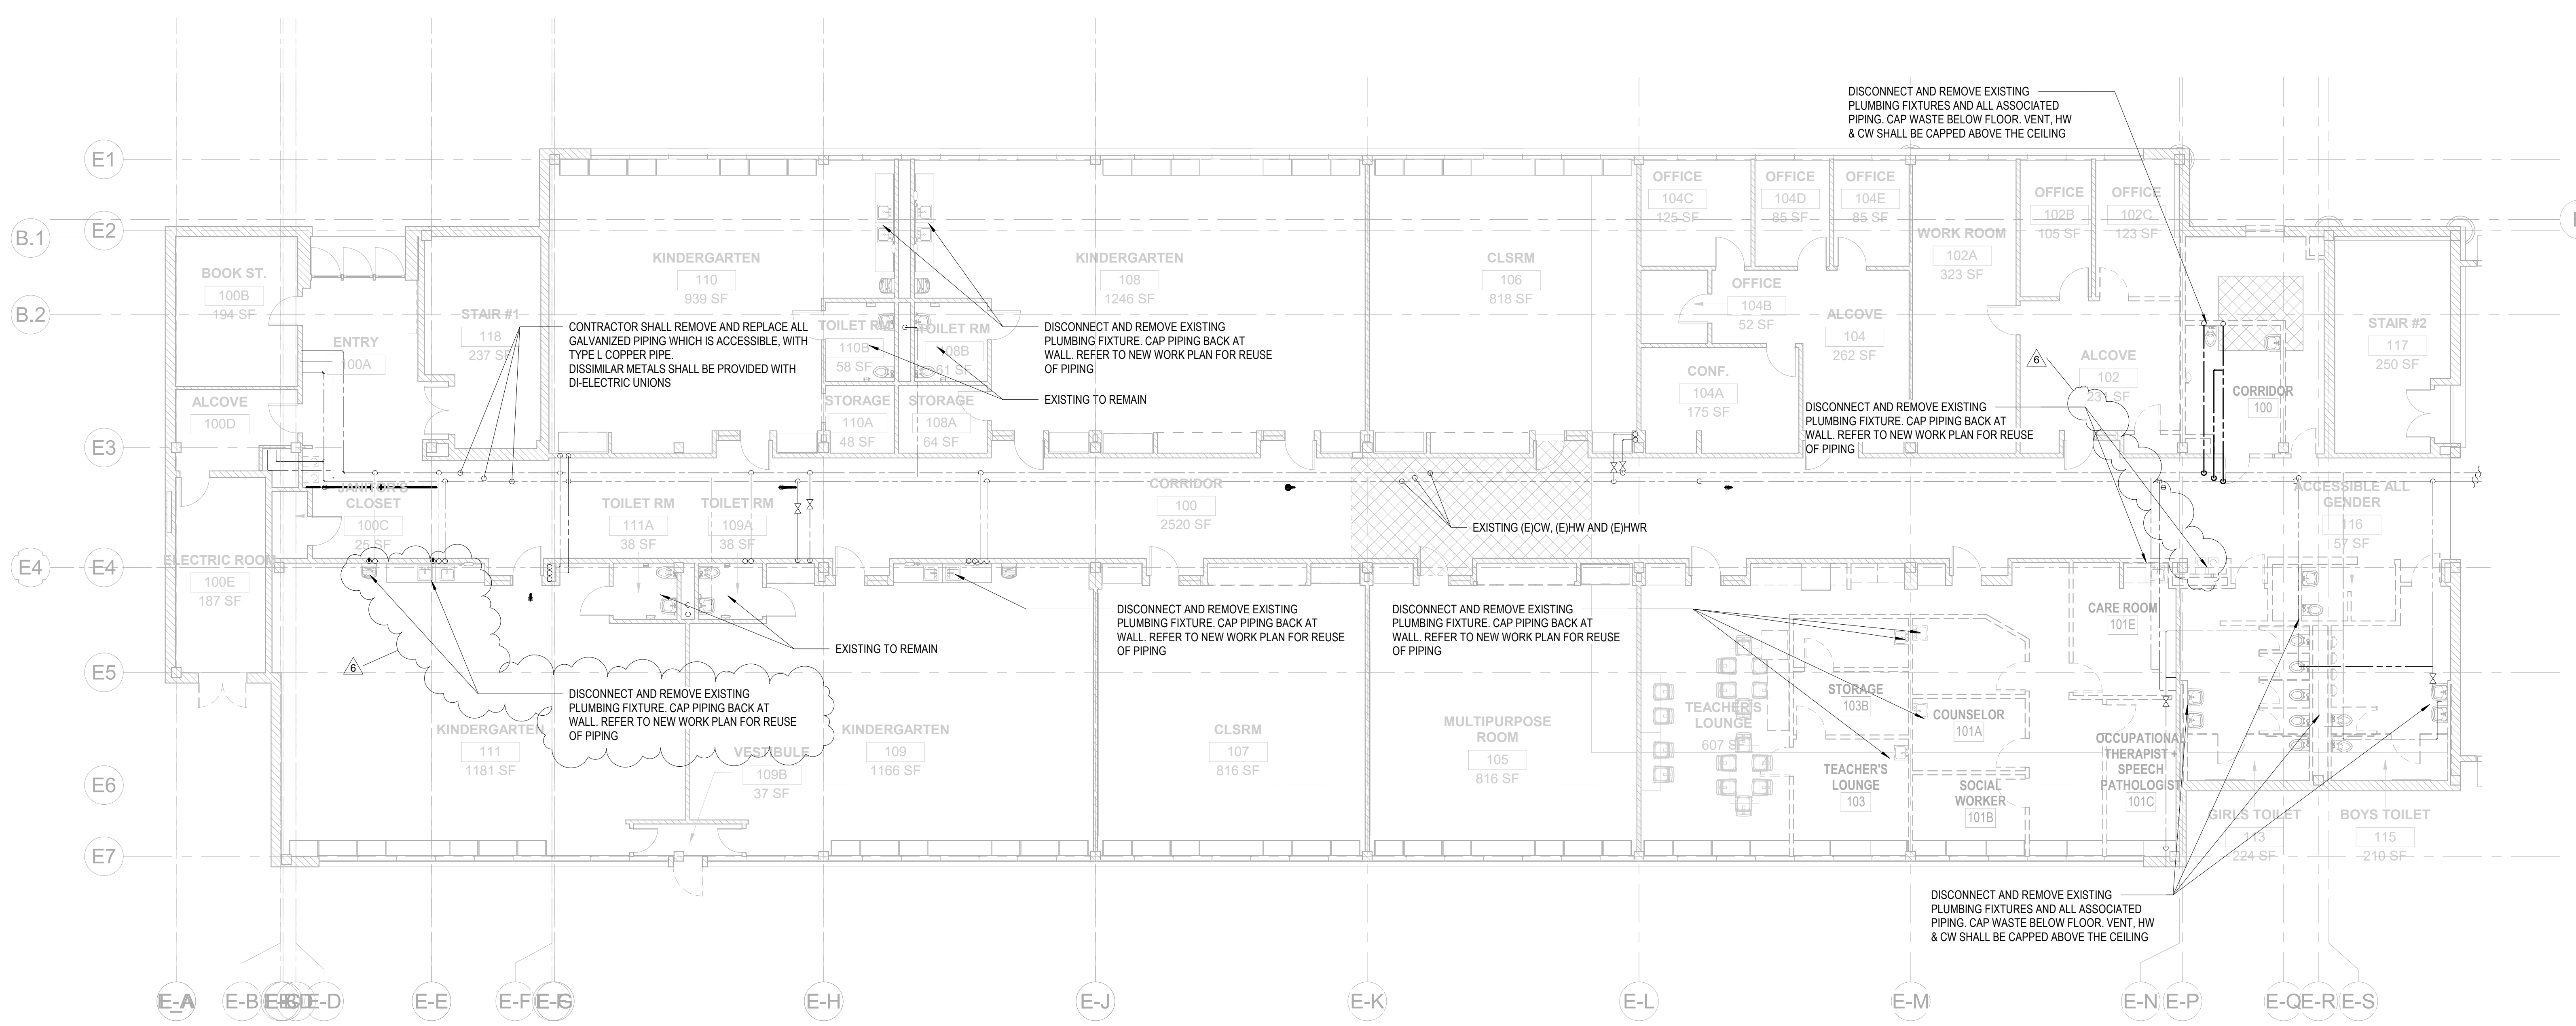 DISCONNECT AND REMOVE EXISTING
PLUMBING FIXTURES AND ALL ASSOCIATED
PIPING. CAP WASTE BELOW FLOOR. VENT, HW
& CW SHALL BE CAPPED ABOVE THE CEILING
E1
E2
B.1
B.2
E3
E4
E4
E5
E6
E7
BOOK ST.
100B
194 SF
ENTRY
100A
ALCOVE
100D
STAIR #1
118
237 SF
KINDERGARTEN
110
939 SF
KINDERGARTEN
108
1246 SF
CLSRM
106
818 SF
OFFICE
104C
125 SF
OFFICE
104D
85 SF
OFFICE
104E
85 SF
WORK ROOM
102A
323 SF
OFFICE
102B
105 SF
OFFICE
102C
123 SF
OFFICE
104B
52 SF
ALCOVE
104
262 SF
CONF.
104A
175 SF
ALCOVE
102
231 SF
CORRIDOR
100
STAIR #2
117
250 SF
CONTRACTOR SHALL REMOVE AND REPLACE ALL
GALVANIZED PIPING WHICH IS ACCESSIBLE, WITH
TYPE L COPPER PIPE.
DISSIMILAR METALS SHALL BE PROVIDED WITH
DI-ELECTRIC UNIONS
TOILET RM
110B
58 SF
TOILET RM
108B
61 SF
STORAGE
110A
48 SF
STORAGE
108A
64 SF
DISCONNECT AND REMOVE EXISTING
PLUMBING FIXTURE. CAP PIPING BACK AT
WALL. REFER TO NEW WORK PLAN FOR REUSE
OF PIPING
EXISTING TO REMAIN
6
DISCONNECT AND REMOVE EXISTING
PLUMBING FIXTURE. CAP PIPING BACK AT
WALL. REFER TO NEW WORK PLAN FOR REUSE
OF PIPING
JANITOR'S
CLOSET
100C
25 SF
ELECTRIC ROOM
100E
187 SF
TOILET RM
111A
38 SF
TOILET RM
109A
38 SF
CORRIDOR
100
2520 SF
EXISTING (E)CW, (E)HW AND (E)HWR
ACCESSIBLE ALL
GENDER
116
57 SF
EXISTING TO REMAIN
DISCONNECT AND REMOVE EXISTING
PLUMBING FIXTURE. CAP PIPING BACK AT
WALL. REFER TO NEW WORK PLAN FOR REUSE
OF PIPING
DISCONNECT AND REMOVE EXISTING
PLUMBING FIXTURE. CAP PIPING BACK AT
WALL. REFER TO NEW WORK PLAN FOR REUSE
OF PIPING
CARE ROOM
101E
6
DISCONNECT AND REMOVE EXISTING
PLUMBING FIXTURE. CAP PIPING BACK AT
WALL. REFER TO NEW WORK PLAN FOR REUSE
OF PIPING
KINDERGARTEN
111
1181 SF
VESTIBULE
109B
37 SF
KINDERGARTEN
109
1166 SF
CLSRM
107
816 SF
MULTIPURPOSE
ROOM
105
816 SF
TEACHER'S
LOUNGE
607 SF
STORAGE
103B
TEACHER'S
LOUNGE
103
COUNSELOR
101A
SOCIAL
WORKER
101B
OCCUPATIONAL
THERAPIST +
SPEECH
PATHOLOGIST
101C
GIRLS TOILET
113
224 SF
BOYS TOILET
115
210 SF
DISCONNECT AND REMOVE EXISTING
PLUMBING FIXTURES AND ALL ASSOCIATED
PIPING. CAP WASTE BELOW FLOOR. VENT, HW
& CW SHALL BE CAPPED ABOVE THE CEILING
E-B
E-D
E-E
E-F
E-G
E-H
E-J
E-K
E-L
E-M
E-N
E-P
E-Q
E-R
E-S